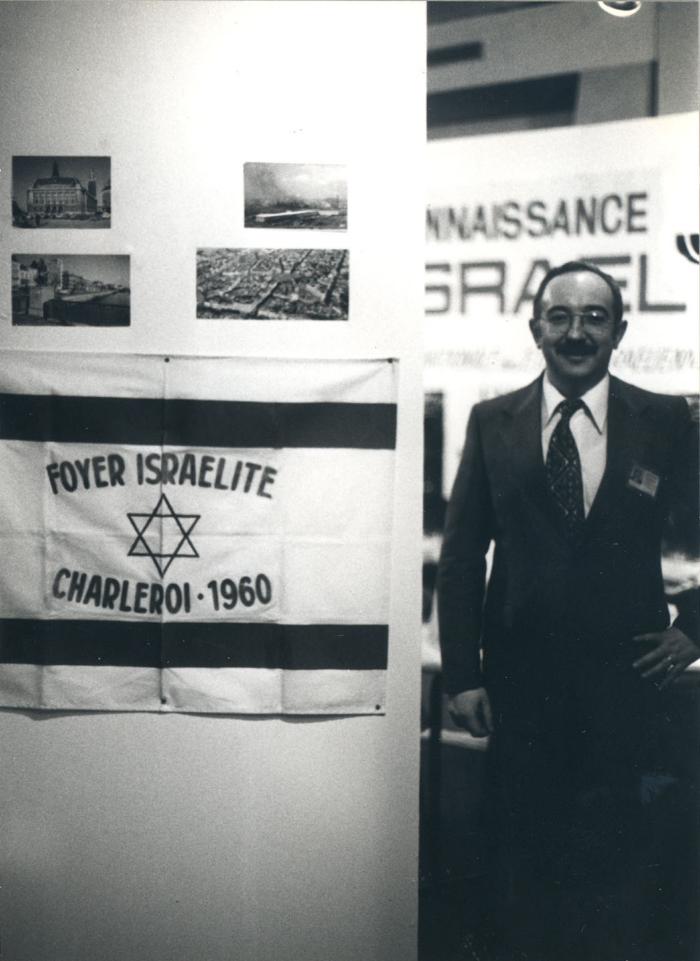 FOYER ISRAELITE
CHARLEROI · 1960
NNAISSANCE
SRAEL